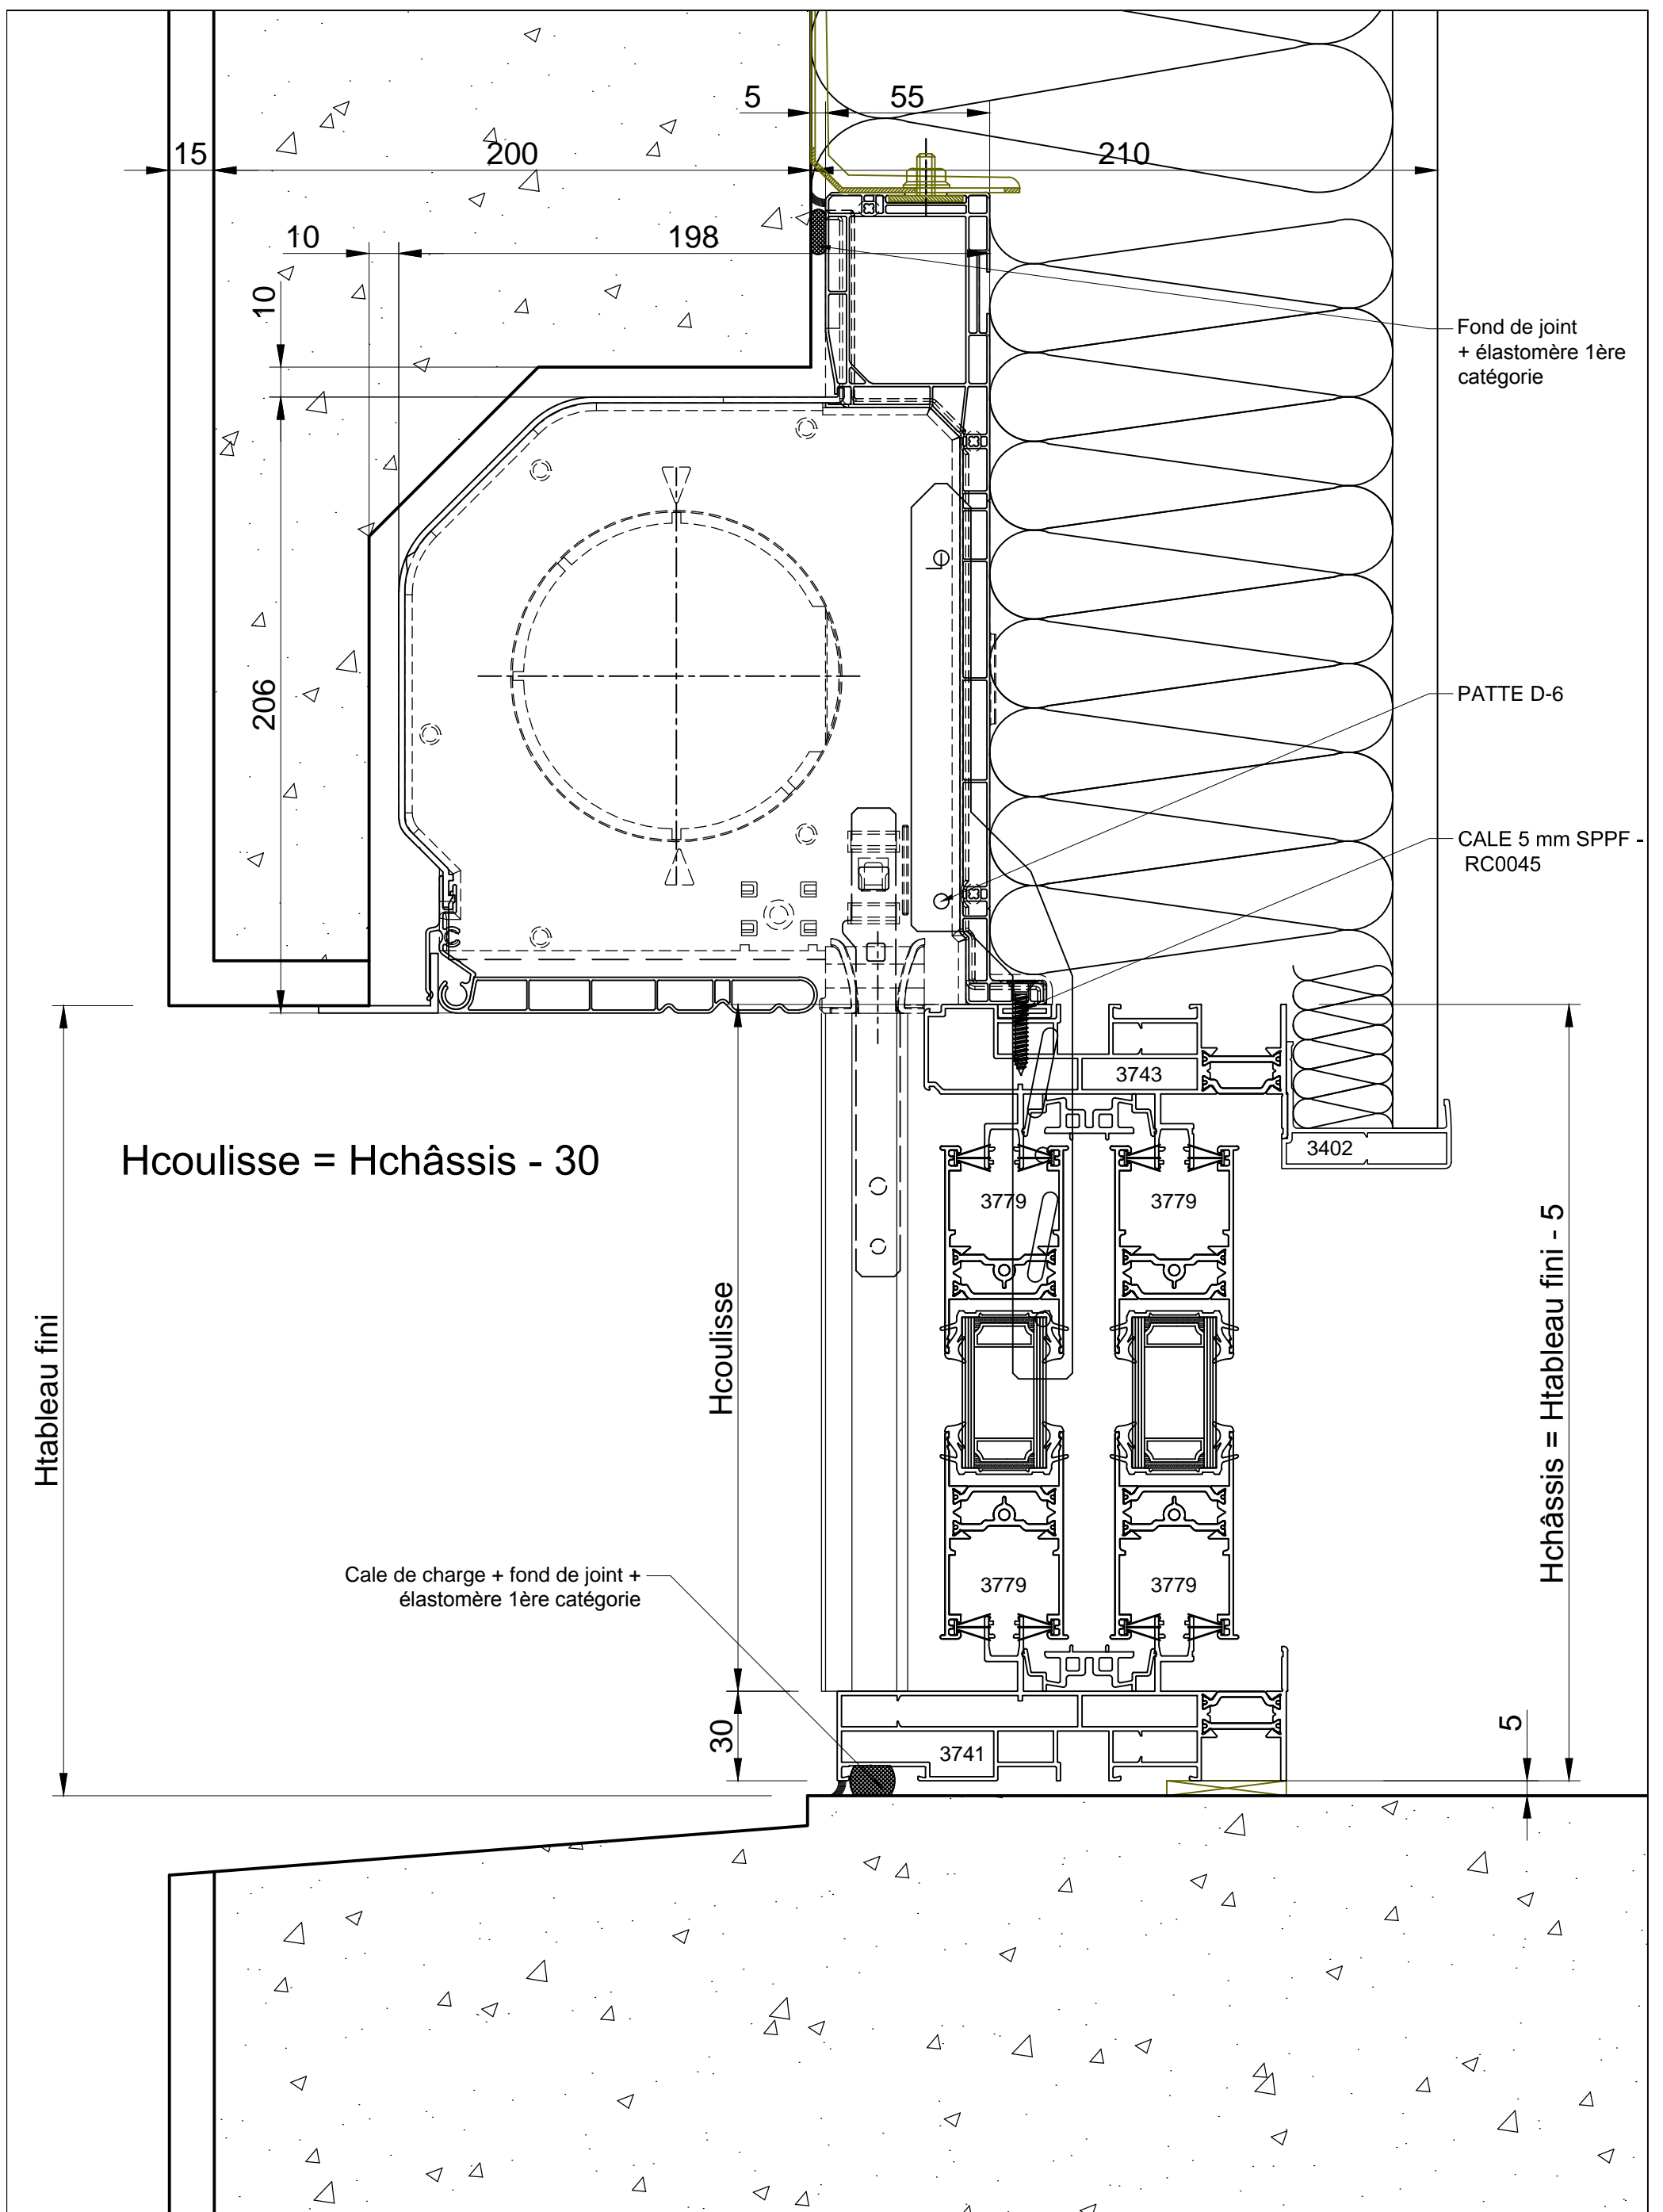 5
55
15
200
210
10
198
10
Fond de joint
+ élastomère 1ère
catégorie
206
PATTE D-6
CALE 5 mm SPPF -
RC0045
3743
3402
Hcoulisse = Hchâssis - 30
3779
3779
Htableau fini
Hcoulisse
Hchâssis = Htableau fini - 5
Cale de charge + fond de joint +
élastomère 1ère catégorie
3779
3779
30
3741
5